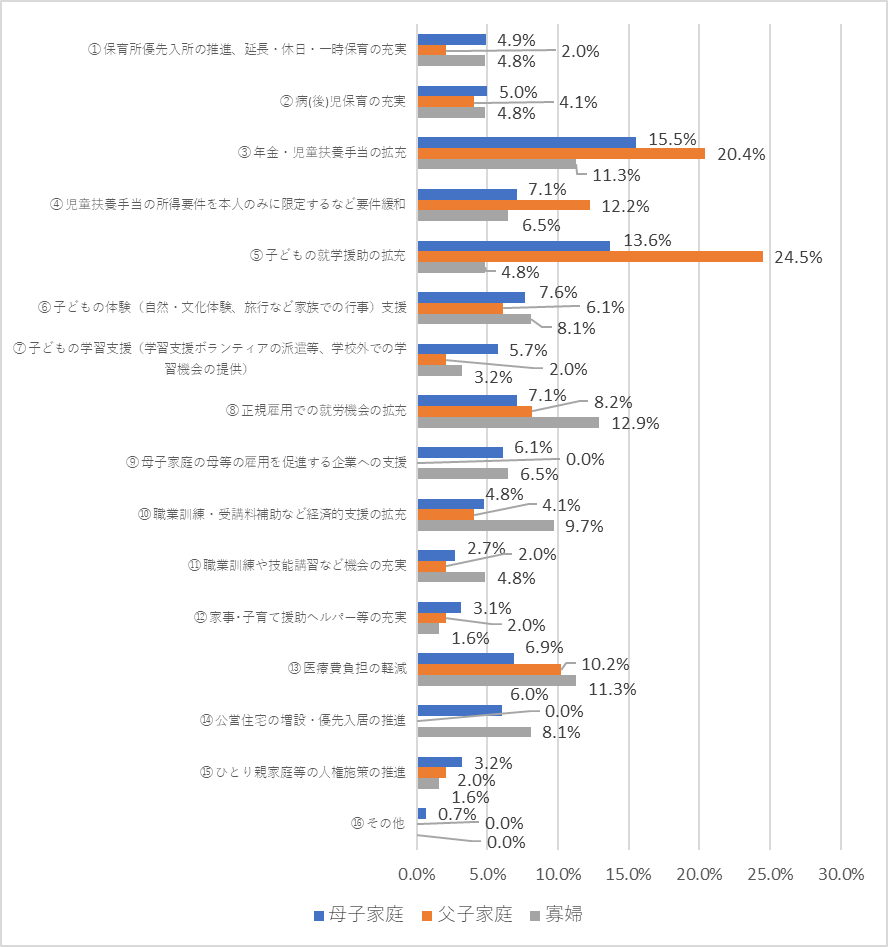 ①保育所優先入所の推進、延長・休日・一時保育の充実
4.9%
2.0%
4.8%
②病(後)児保育の充実
5.0%
4.1%
4.8%
③年金・児童扶養手当の拡充
15.5%
20.4%
11.3%
④児童扶養手当の所得要件を本人のみに限定するなど要件緩和
7.1%
12.2%
6.5%
⑤子どもの就学援助の拡充
13.6%
24.5%
4.8%
⑥子どもの体験（自然・文化体験、旅行など家族での行事）支援
7.6%
6.1%
8.1%
⑦子どもの学習支援（学習支援ボランティアの派遣等、学校外での学
習機会の提供）
5.7%
2.0%
3.2%
⑧正規雇用での就労機会の拡充
7.1%
8.2%
12.9%
⑨母子家庭の母等の雇用を促進する企業への支援
6.1%
0.0%
6.5%
⑩職業訓練・受講料補助など経済的支援の拡充
4.8%
4.1%
9.7%
⑪職業訓練や技能講習など機会の充実
2.7%
2.0%
4.8%
⑫家事･子育て援助ヘルパー等の充実
3.1%
2.0%
1.6%
⑬医療費負担の軽減
6.9%
10.2%
11.3%
⑭公営住宅の増設・優先入居の推進
6.0%
0.0%
8.1%
⑮ひとり親家庭等の人権施策の推進
3.2%
2.0%
1.6%
⑯その他
0.7%
0.0%
0.0%
0.0% 5.0% 10.0% 15.0% 20.0% 25.0% 30.0%
母子家庭 父子家庭 寡婦